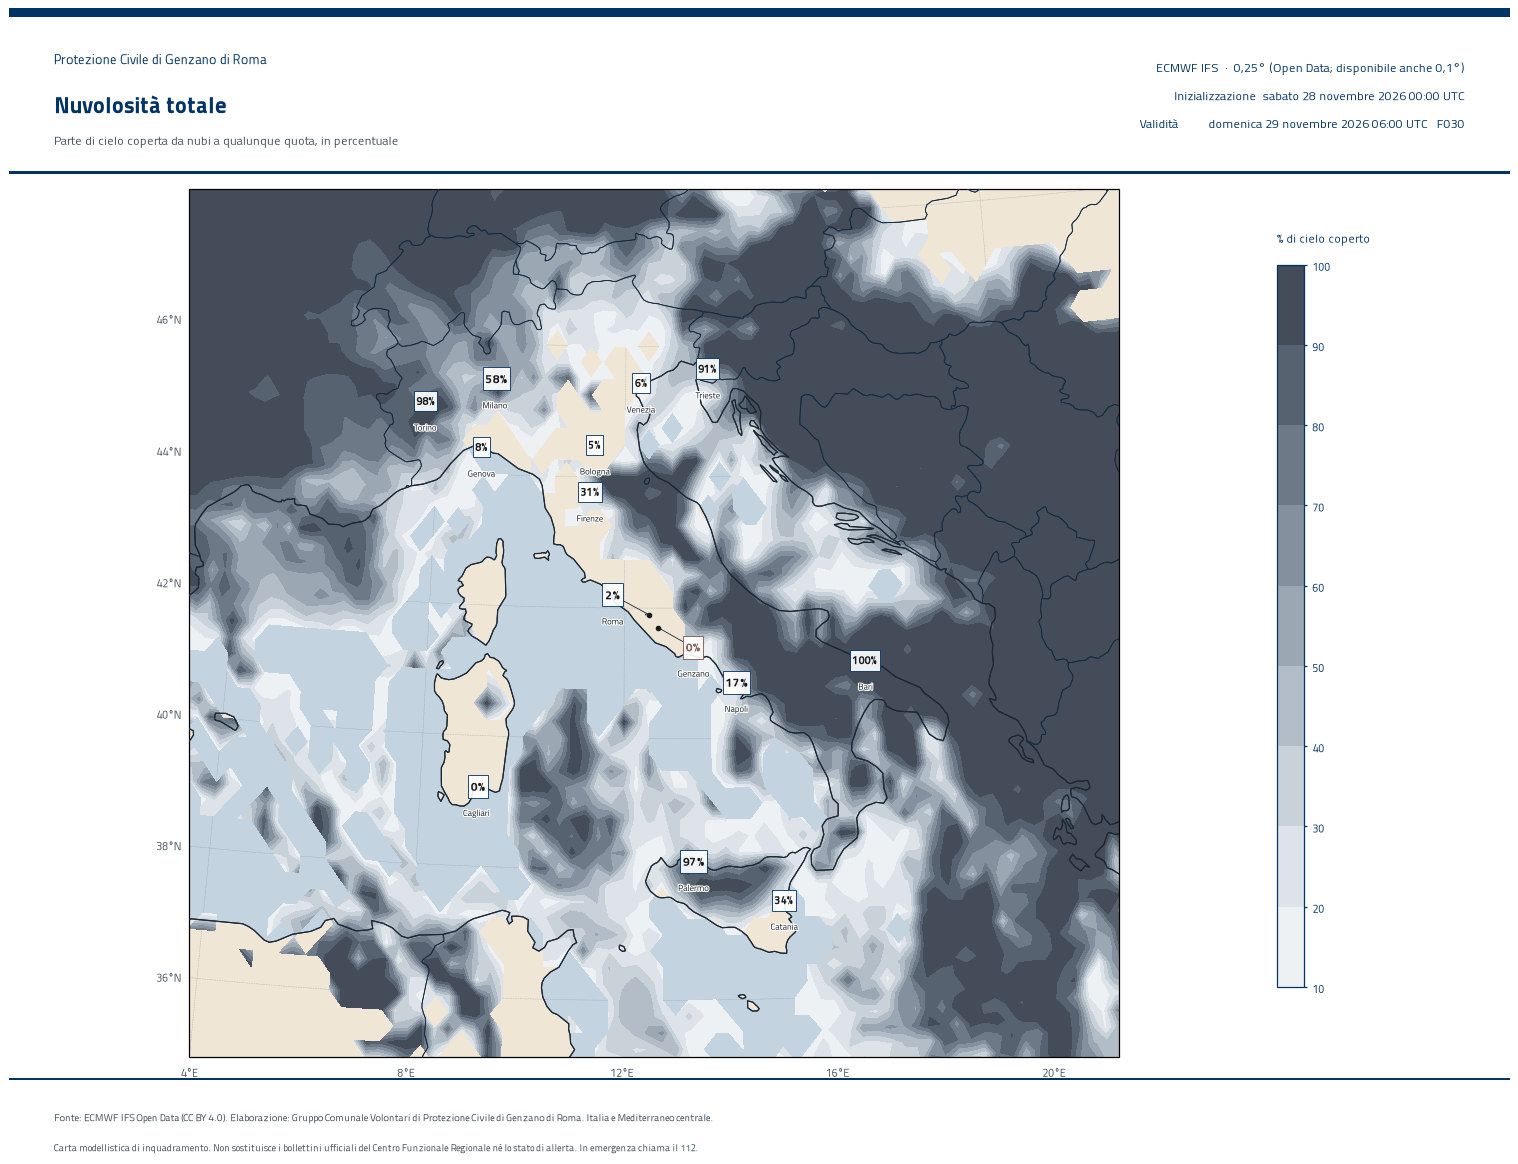 Protezione Civile di Genzano di Roma
Nuvolosità totale
Parte di cielo coperta da nubi a qualunque quota, in percentuale
ECMWF IFS · 0,25° (Open Data; disponibile anche 0,1°)
Inizializzazione sabato 28 novembre 2026 00:00 UTC
Validità domenica 29 novembre 2026 06:00 UTC F030
% di cielo coperto
100
90
80
70
60
50
40
30
20
10
46°N
44°N
42°N
40°N
38°N
36°N
4°E
8°E
12°E
16°E
20°E
91%
Trieste
6%
Venezia
58%
Milano
98%
Torino
8%
Genova
5%
Bologna
31%
Firenze
2%
Roma
0%
Genzano
17%
Napoli
100%
Bari
0%
Cagliari
97%
Palermo
34%
Catania
Fonte: ECMWF IFS Open Data (CC BY 4.0). Elaborazione: Gruppo Comunale Volontari di Protezione Civile di Genzano di Roma. Italia e Mediterraneo centrale.
Carta modellistica di inquadramento. Non sostituisce i bollettini ufficiali del Centro Funzionale Regionale né lo stato di allerta. In emergenza chiama il 112.